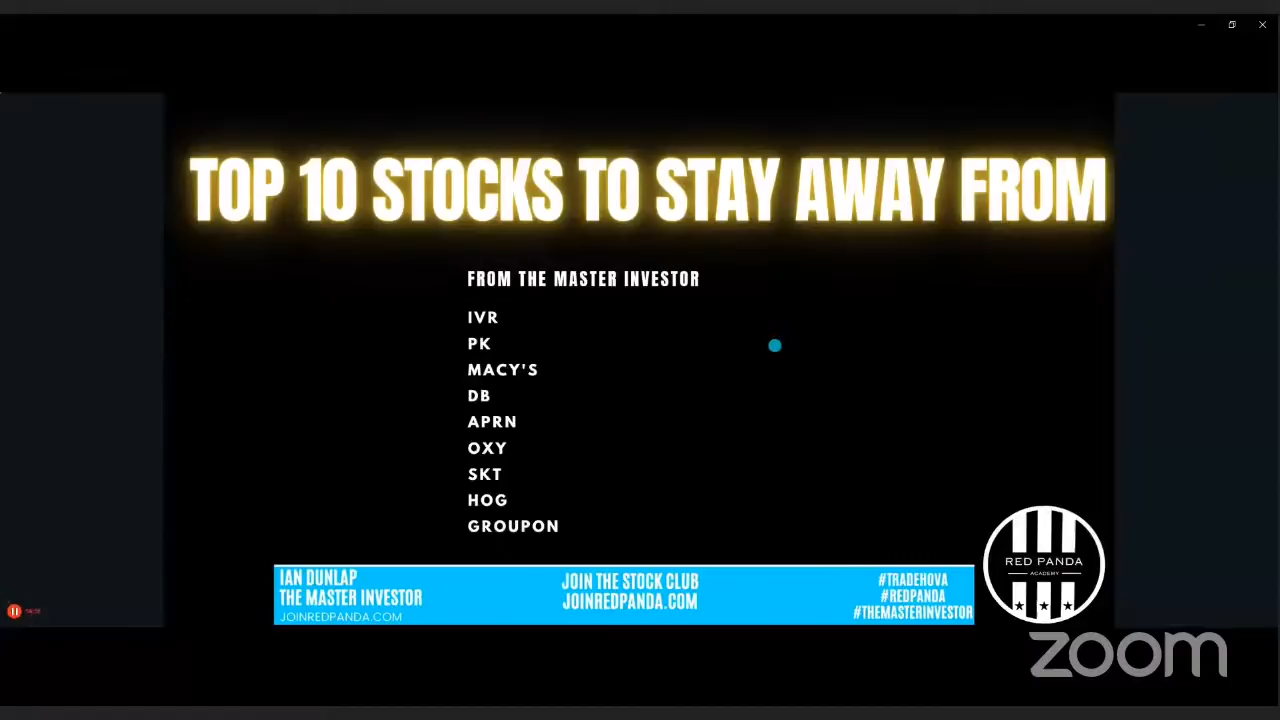 TOP 10 STOCKS TO STAY AWAY FROM
FROM THE MASTER INVESTOR
IVR
PK
MACY'S
DB
APRN
OXY
SKT
HOG
GROUPON
IAN DUNLAP
THE MASTER INVESTOR
JOINREDPANDA.COM
JOIN THE STOCK CLUB
JOINREDPANDA.COM
#TRADEHOVA
#REDPANDA
#THEMASTERINVESTOR
RED PANDA
ACADEMY
zoom